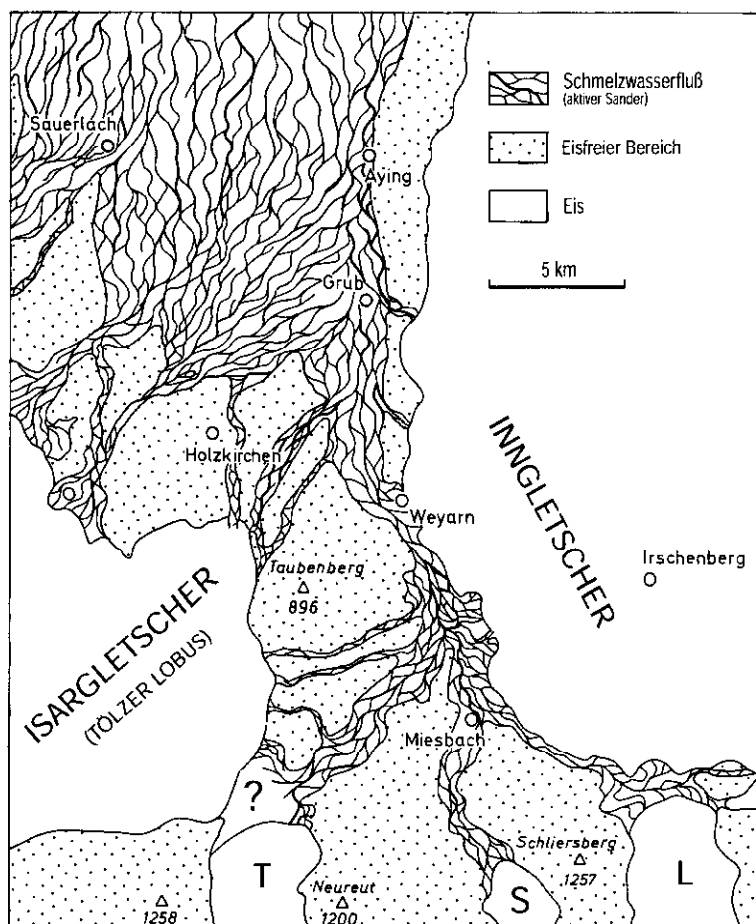 Schmelzwasserfluß
(aktiver Sander)
Eisfreier Bereich
Eis
5 km
Sauerlach
Aying
Grub
Holzkirchen
Weyarn
INNGLETSCHER
Irschenberg
Taubenberg
896
ISARGLETSCHER
(TÖLZER LOBUS)
Miesbach
?
Schliersberg
1257
T
S
L
Neureut
1200
1258